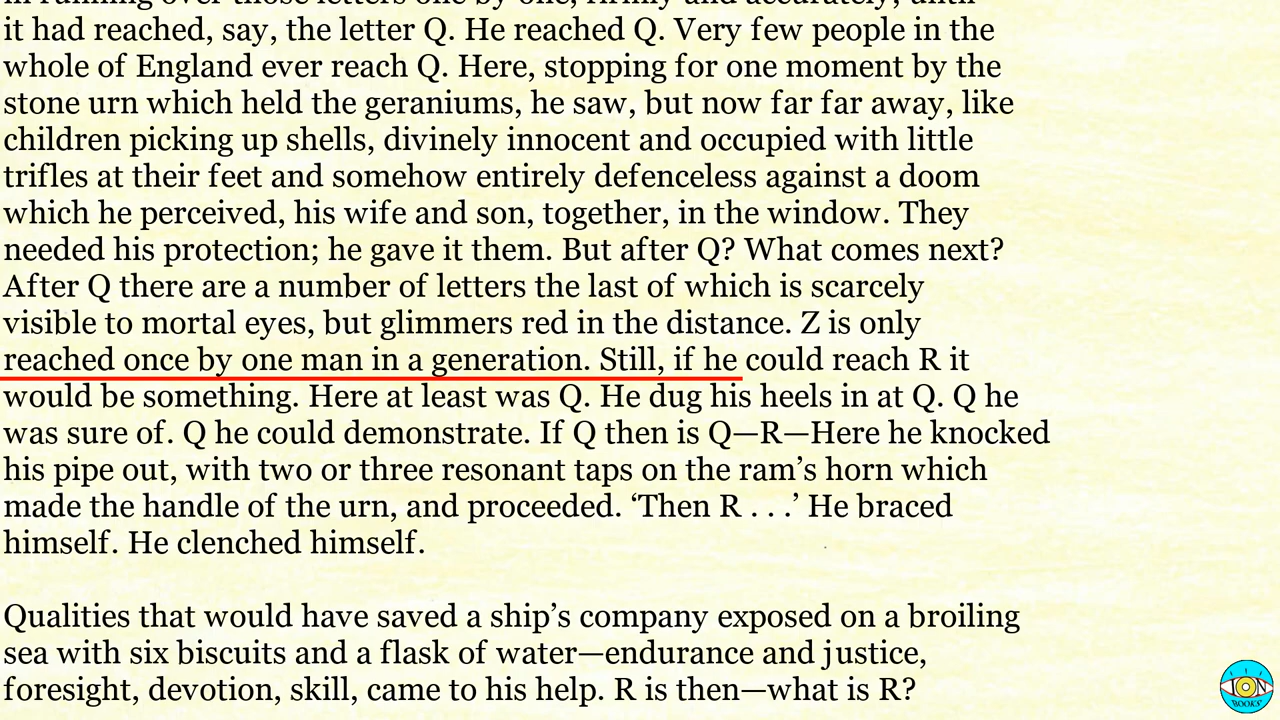 it had reached, say, the letter Q. He reached Q. Very few people in the
whole of England ever reach Q. Here, stopping for one moment by the
stone urn which held the geraniums, he saw, but now far far away, like
children picking up shells, divinely innocent and occupied with little
trifles at their feet and somehow entirely defenceless against a doom
which he perceived, his wife and son, together, in the window. They
needed his protection; he gave it them. But after Q? What comes next?
After Q there are a number of letters the last of which is scarcely
visible to mortal eyes, but glimmers red in the distance. Z is only
reached once by one man in a generation. Still, if he could reach R it
would be something. Here at least was Q. He dug his heels in at Q. Q he
was sure of. Q he could demonstrate. If Q then is Q—R—Here he knocked
his pipe out, with two or three resonant taps on the ram’s horn which
made the handle of the urn, and proceeded. ‘Then R . . .’ He braced
himself. He clenched himself.
Qualities that would have saved a ship’s company exposed on a broiling
sea with six biscuits and a flask of water—endurance and justice,
foresight, devotion, skill, came to his help. R is then—what is R?
ION
BOOKS